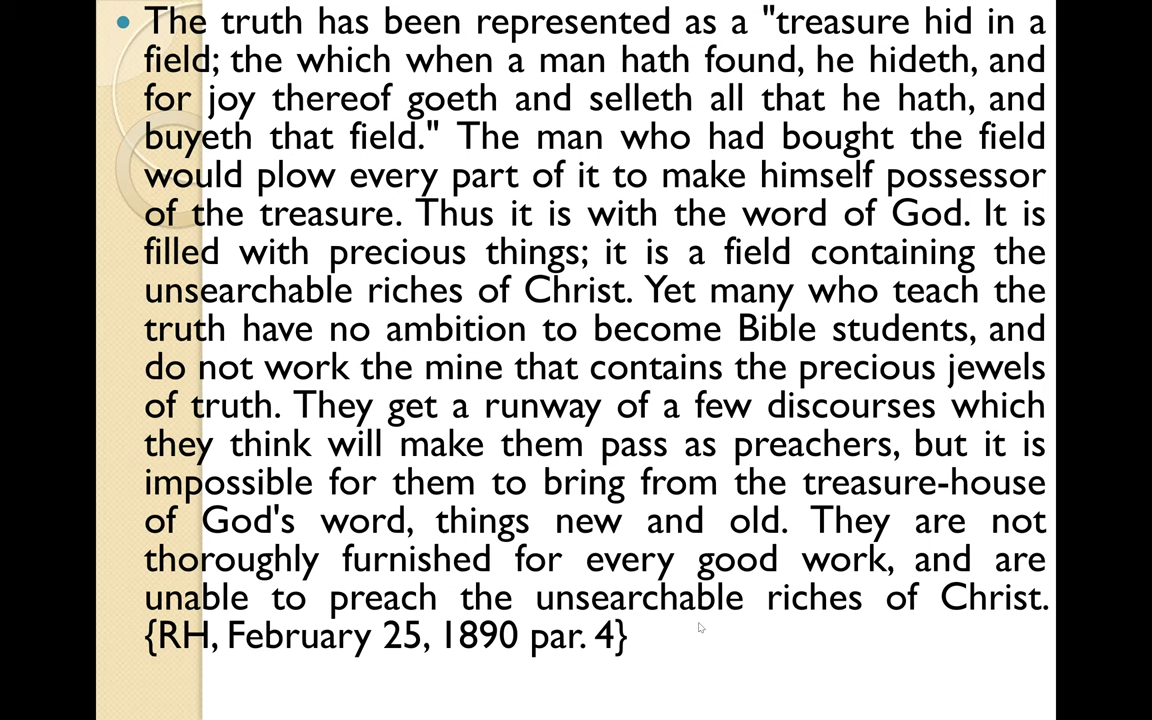 • The truth has been represented as a "treasure hid in a
field; the which when a man hath found, he hideth, and
for joy thereof goeth and selleth all that he hath, and
buyeth that field." The man who had bought the field
would plow every part of it to make himself possessor
of the treasure. Thus it is with the word of God. It is
filled with precious things; it is a field containing the
unsearchable riches of Christ. Yet many who teach the
truth have no ambition to become Bible students, and
do not work the mine that contains the precious jewels
of truth. They get a runway of a few discourses which
they think will make them pass as preachers, but it is
impossible for them to bring from the treasure-house
of God's word, things new and old. They are not
thoroughly furnished for every good work, and are
unable to preach the unsearchable riches of Christ.
{RH, February 25, 1890 par. 4}